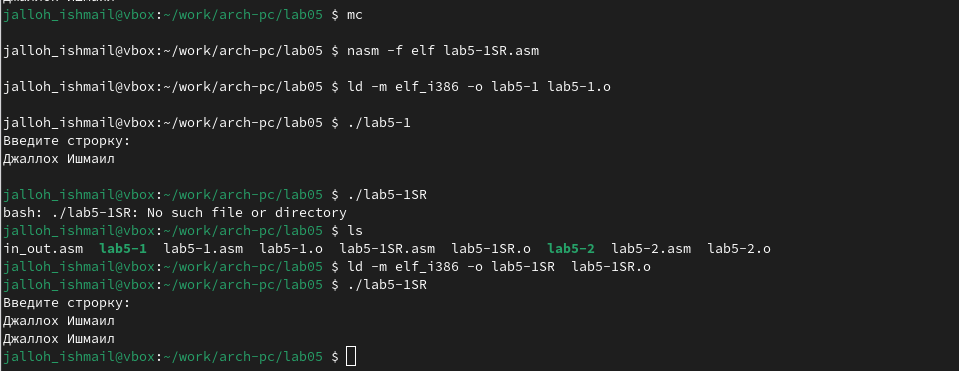 jalloh_ishmail@vbox:~/work/arch-pc/lab05 $ mc
jalloh_ishmail@vbox:~/work/arch-pc/lab05 $ nasm -f elf lab5-1SR.asm
jalloh_ishmail@vbox:~/work/arch-pc/lab05 $ ld -m elf_i386 -o lab5-1 lab5-1.o
jalloh_ishmail@vbox:~/work/arch-pc/lab05 $ ./lab5-1
Введите строрку:
Джаллох Ишмаил
jalloh_ishmail@vbox:~/work/arch-pc/lab05 $ ./lab5-1SR
bash: ./lab5-1SR: No such file or directory
jalloh_ishmail@vbox:~/work/arch-pc/lab05 $ ls
in_out.asm  lab5-1  lab5-1.asm  lab5-1.o  lab5-1SR.asm  lab5-1SR.o  lab5-2  lab5-2.asm  lab5-2.o
jalloh_ishmail@vbox:~/work/arch-pc/lab05 $ ld -m elf_i386 -o lab5-1SR  lab5-1SR.o
jalloh_ishmail@vbox:~/work/arch-pc/lab05 $ ./lab5-1SR
Введите строрку:
Джаллох Ишмаил
Джаллох Ишмаил
jalloh_ishmail@vbox:~/work/arch-pc/lab05 $